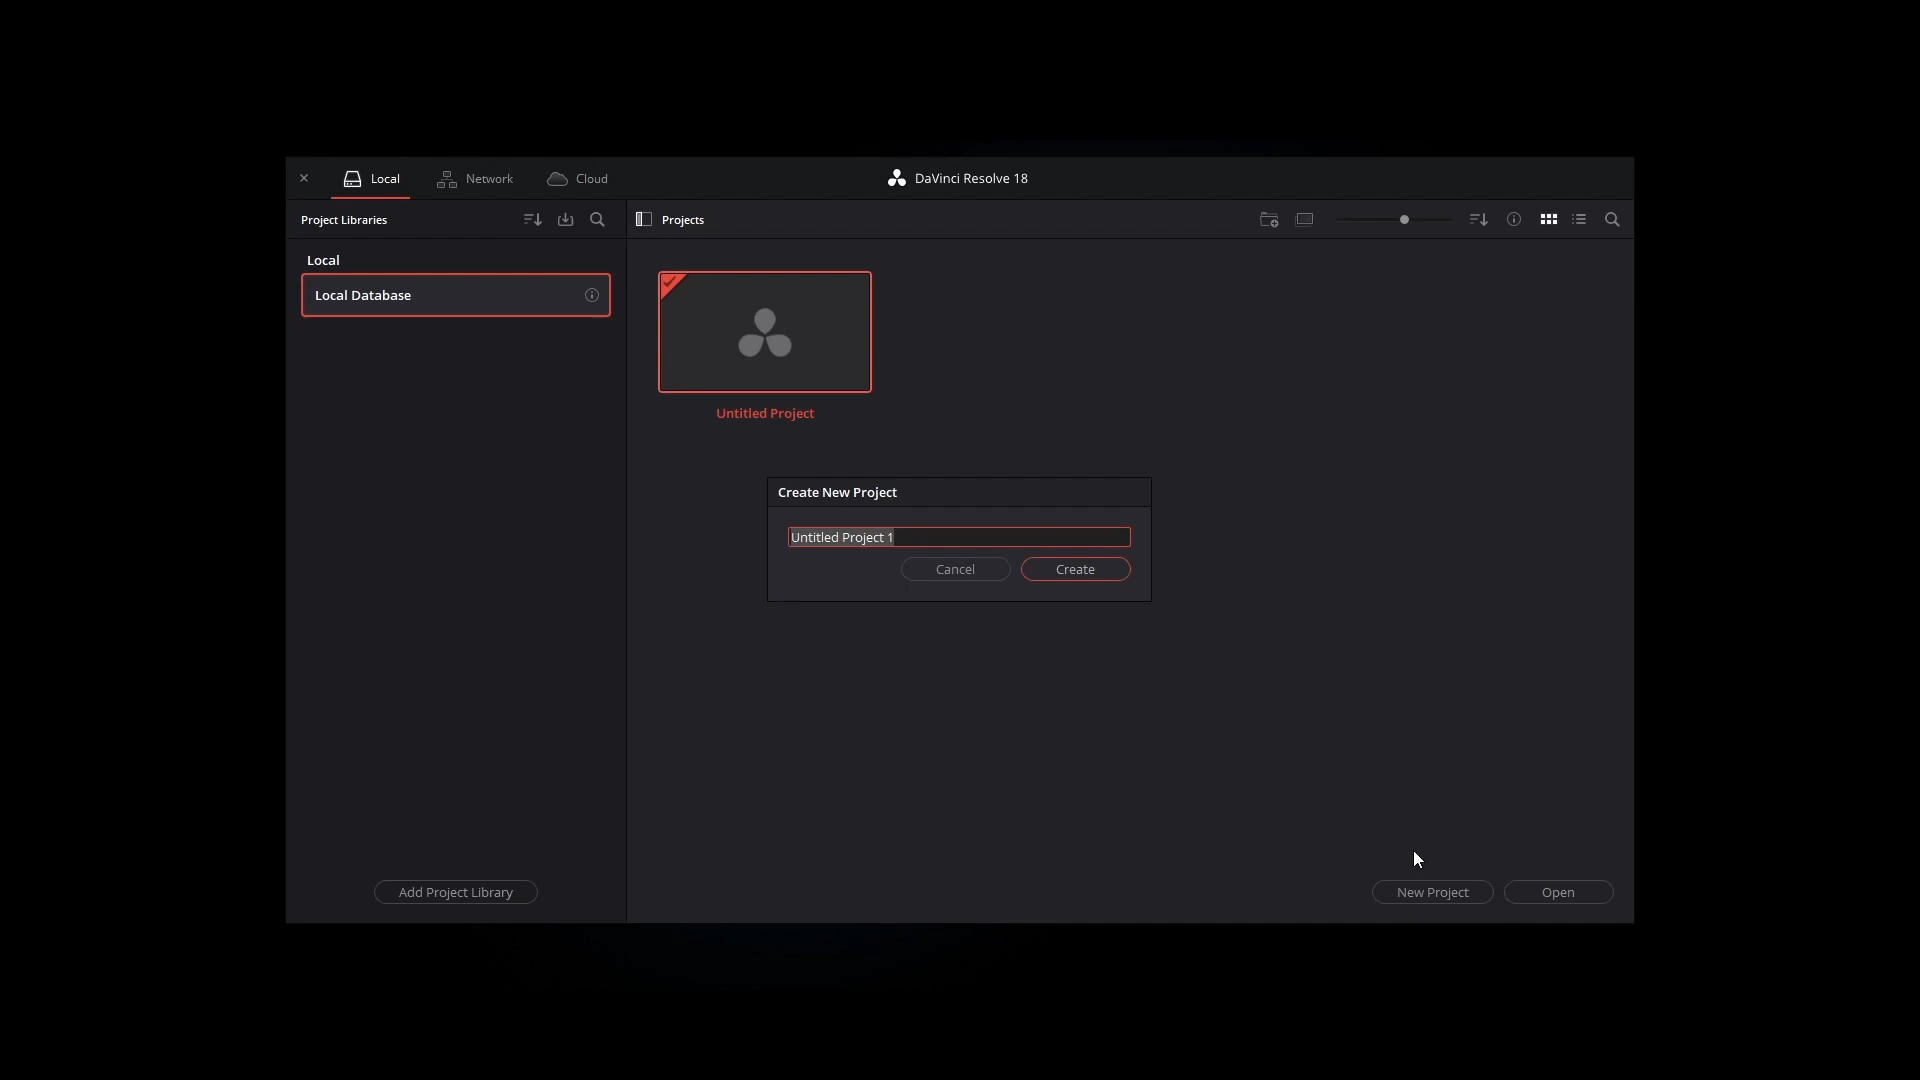 Local
Network
Cloud
DaVinci Resolve 18
Project Libraries
Projects
Local
Local Database
Untitled Project
Create New Project
Untitled Project 1
Cancel
Create
Add Project Library
New Project
Open